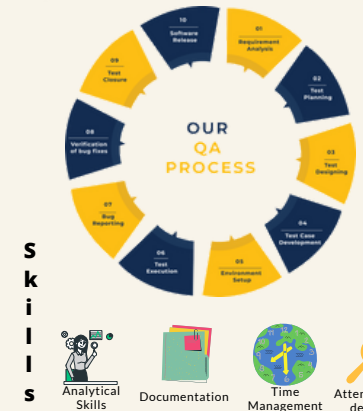 10
Software
Release
01
Requirement
Analysis
02
Test
Planning
03
Test
Designing
04
Test Case
Development
05
Environment
Setup
06
Test
Execution
07
Bug
Reporting
08
Verification
of bug fixes
09
Test
Closure
OUR
QA
PROCESS
S
k
i
l
l
s
Analytical
Skills
Documentation
Time
Management
Atte
de